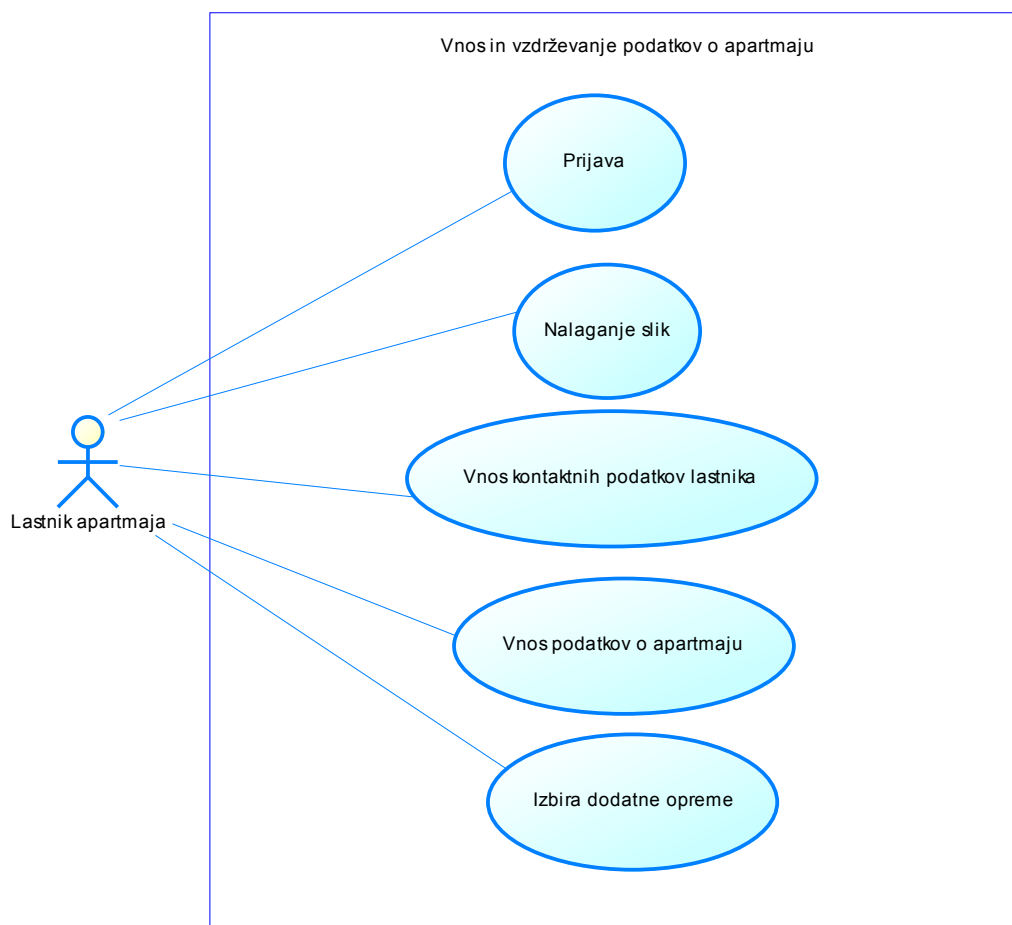 Vnos in vzdrževanje podatkov o apartmaju
Prijava
Nalaganje slik
Vnos kontaktnih podatkov lastnika
Lastnik apartmaja
Vnos podatkov o apartmaju
Izbira dodatne opreme